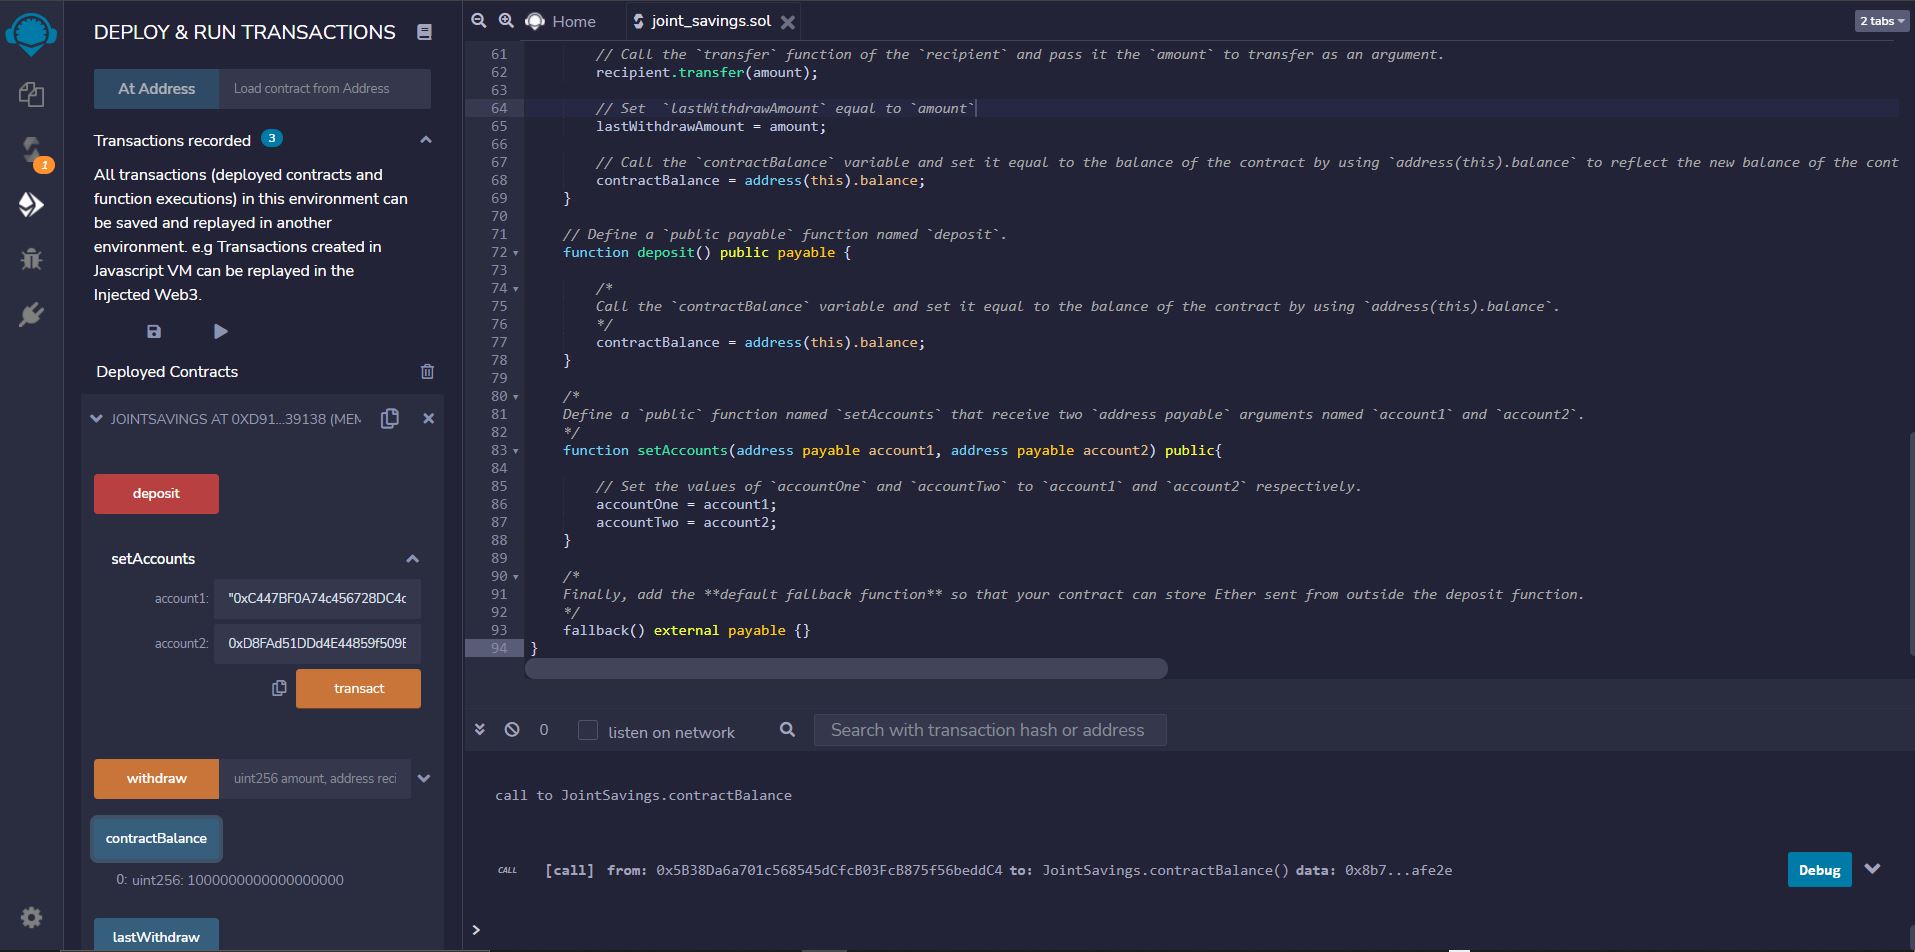 DEPLOY & RUN TRANSACTIONS
At Address
Load contract from Address
Transactions recorded 3
All transactions (deployed contracts and
function executions) in this environment can
be saved and replayed in another
environment. e.g Transactions created in
Javascript VM can be replayed in the
Injected Web3.
Deployed Contracts
JOINTSAVINGS AT 0XD91...39138 (MEM
deposit
setAccounts
account1: "0xC447BF0A74c456728DC4c
account2: 0xD8FAd51DDd4E44859f509E
transact
withdraw
uint256 amount, address reci
contractBalance
0: uint256: 1000000000000000000
lastWithdraw
1
Home
joint_savings.sol
2 tabs
61 // Call the `transfer` function of the `recipient` and pass it the `amount` to transfer as an argument.
62 recipient.transfer(amount);
63
64 // Set  `lastWithdrawAmount` equal to `amount`
65 lastWithdrawAmount = amount;
66
67 // Call the `contractBalance` variable and set it equal to the balance of the contract by using `address(this).balance` to reflect the new balance of the cont
68 contractBalance = address(this).balance;
69 }
70
71 // Define a `public payable` function named `deposit`.
72 function deposit() public payable {
73
74 /*
75 Call the `contractBalance` variable and set it equal to the balance of the contract by using `address(this).balance`.
76 */
77 contractBalance = address(this).balance;
78 }
79
80 /*
81 Define a `public` function named `setAccounts` that receive two `address payable` arguments named `account1` and `account2`.
82 */
83 function setAccounts(address payable account1, address payable account2) public{
84
85 // Set the values of `accountOne` and `accountTwo` to `account1` and `account2` respectively.
86 accountOne = account1;
87 accountTwo = account2;
88 }
89
90 /*
91 Finally, add the **default fallback function** so that your contract can store Ether sent from outside the deposit function.
92 */
93 fallback() external payable {}
94 }
0
listen on network
Search with transaction hash or address
call to JointSavings.contractBalance
CALL [call] from: 0x5B38Da6a701c568545dCfcB03FcB875f56beddC4 to: JointSavings.contractBalance() data: 0x8b7...afe2e
Debug
>